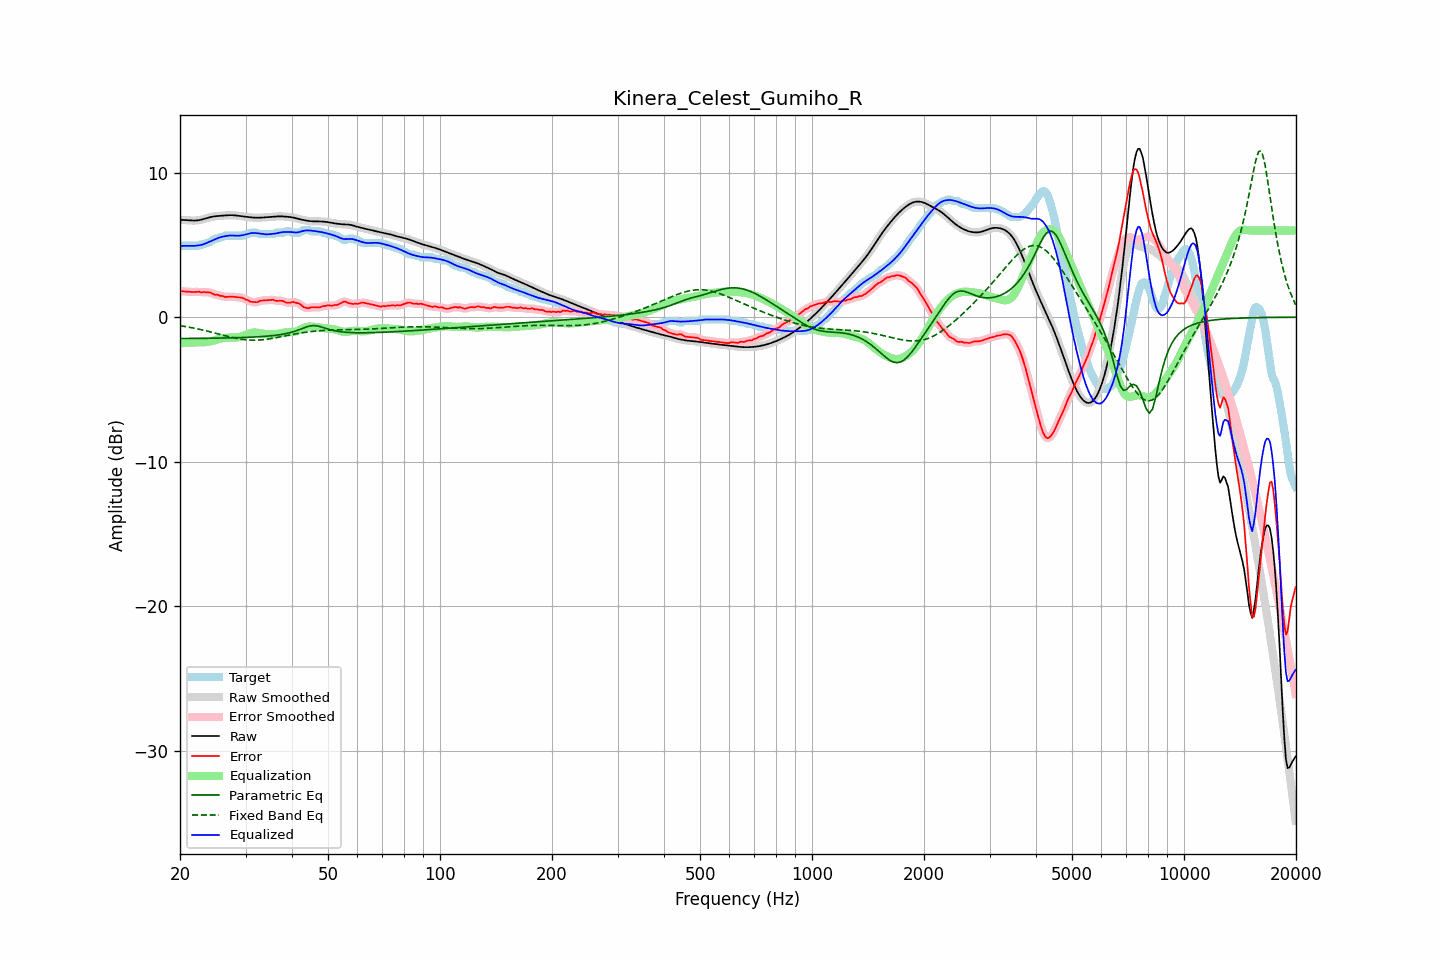 Kinera_Celest_Gumiho_R
10
0
−10
−20
−30
Amplitude (dBr)
Target
Raw Smoothed
Error Smoothed
Raw
Error
Equalization
Parametric Eq
Fixed Band Eq
Equalized
20 50 100 200 500 1000 2000 5000 10000 20000
Frequency (Hz)